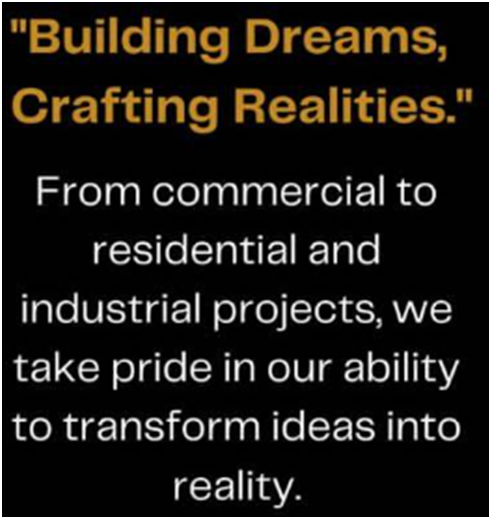 "Building Dreams,
Crafting Realities."
From commercial to
residential and
industrial projects, we
take pride in our ability
to transform ideas into
reality.